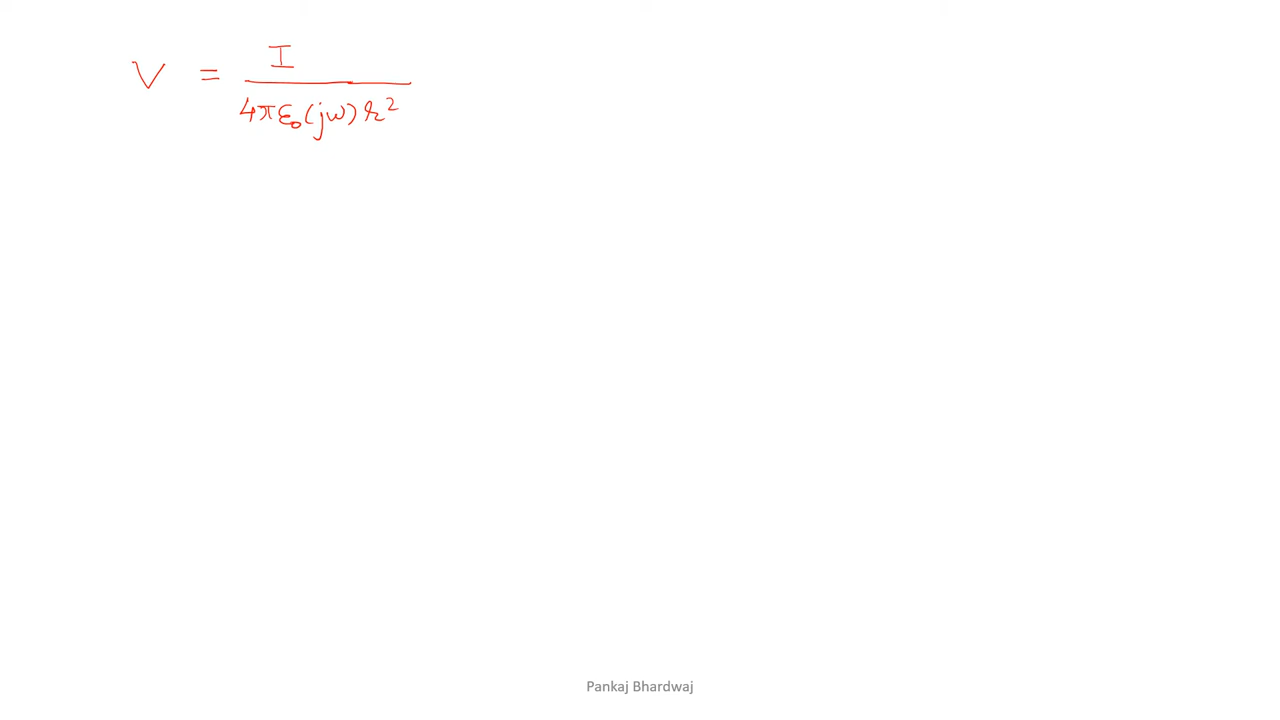 V = I / 4πε₀(jω)r²
Pankaj Bhardwaj